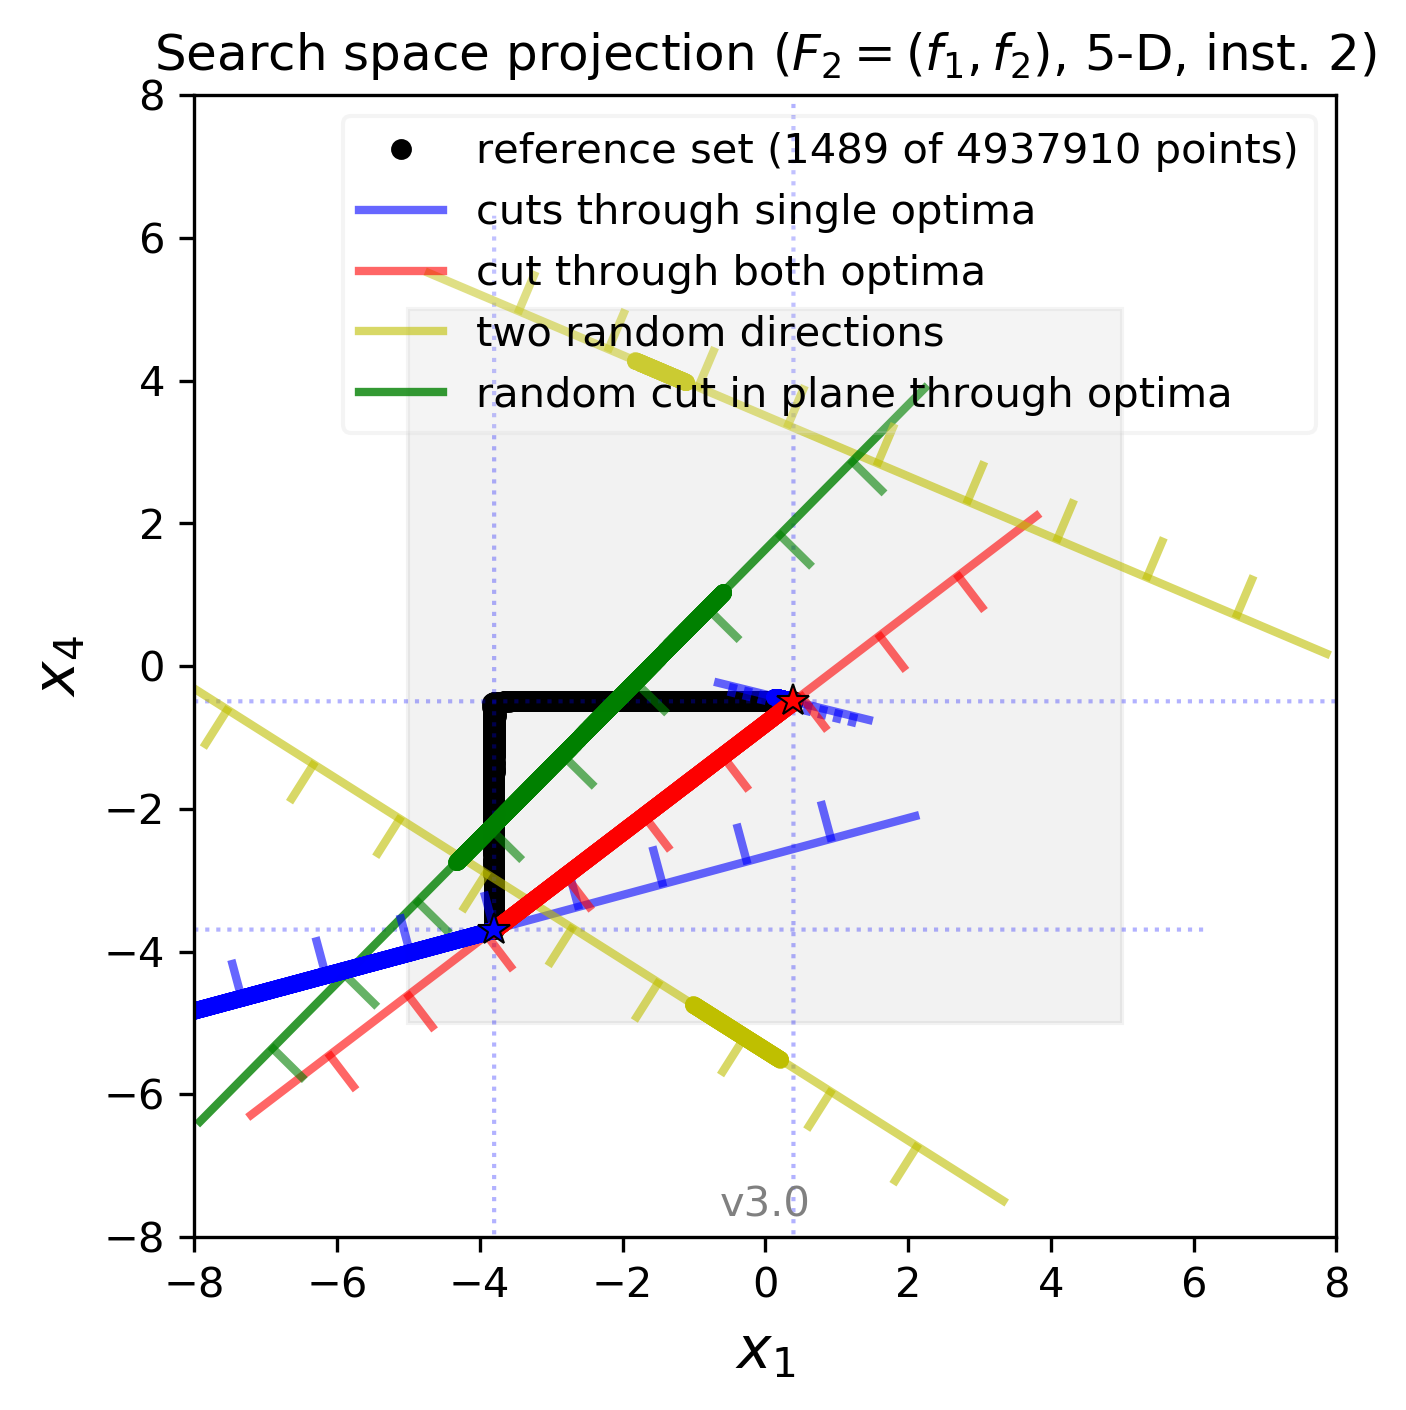 Search space projection (F₂ = (f₁, f₂), 5-D, inst. 2)
reference set (1489 of 4937910 points)
cuts through single optima
cut through both optima
two random directions
random cut in plane through optima
8
6
4
2
0
−2
−4
−6
−8
x₄
v3.0
−8 −6 −4 −2 0 2 4 6 8
x₁